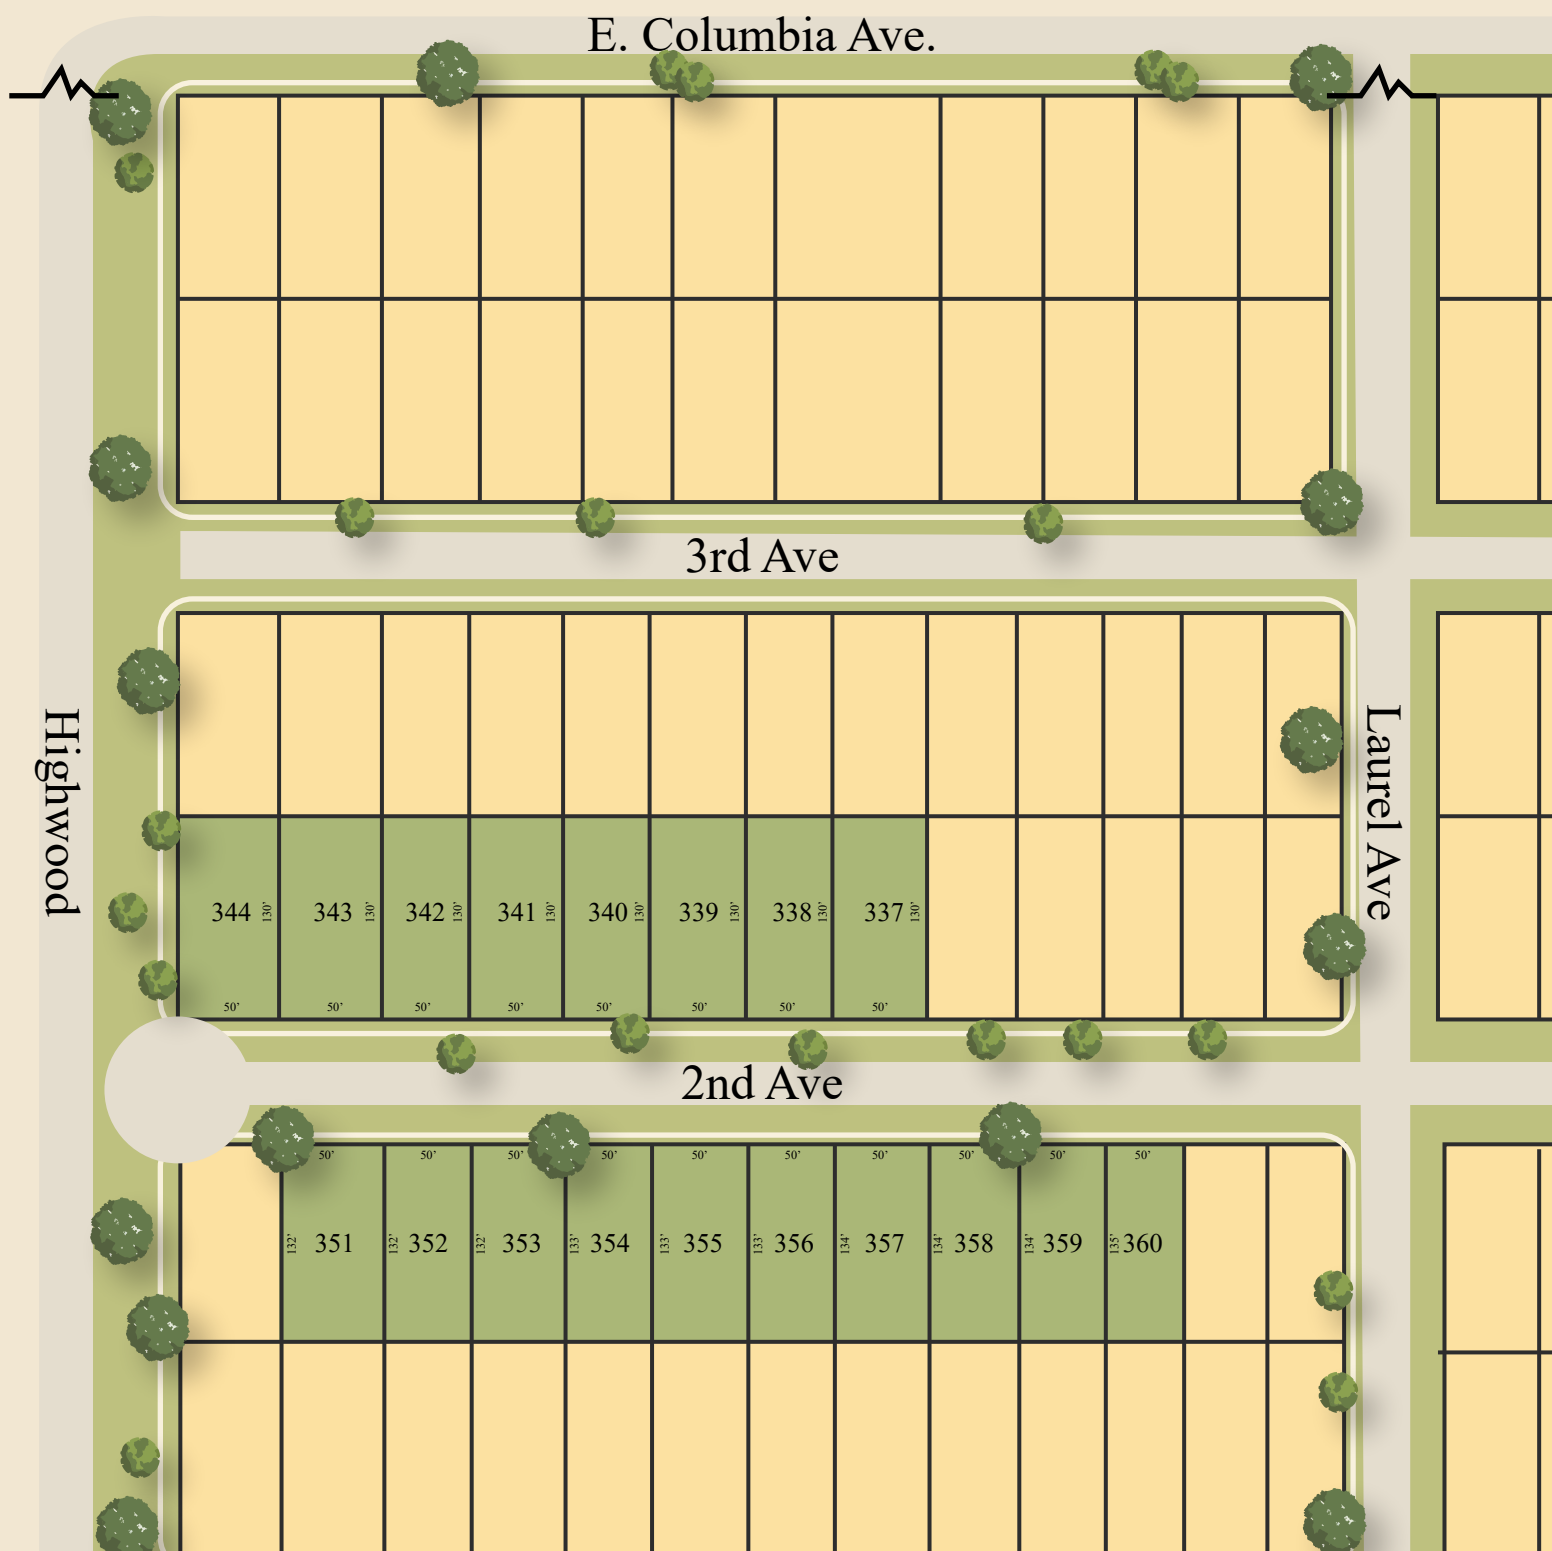 E. Columbia Ave.
3rd Ave
Highwood
Laurel Ave
344 130' 343 130' 342 130' 341 130' 340 130' 339 130' 338 130' 337 130'
50' 50' 50' 50' 50' 50' 50' 50'
2nd Ave
50' 50' 50' 50' 50' 50' 50' 50' 50' 50'
132' 351 132' 352 132' 353 133' 354 133' 355 133' 356 134' 357 134' 358 134' 359 135' 360